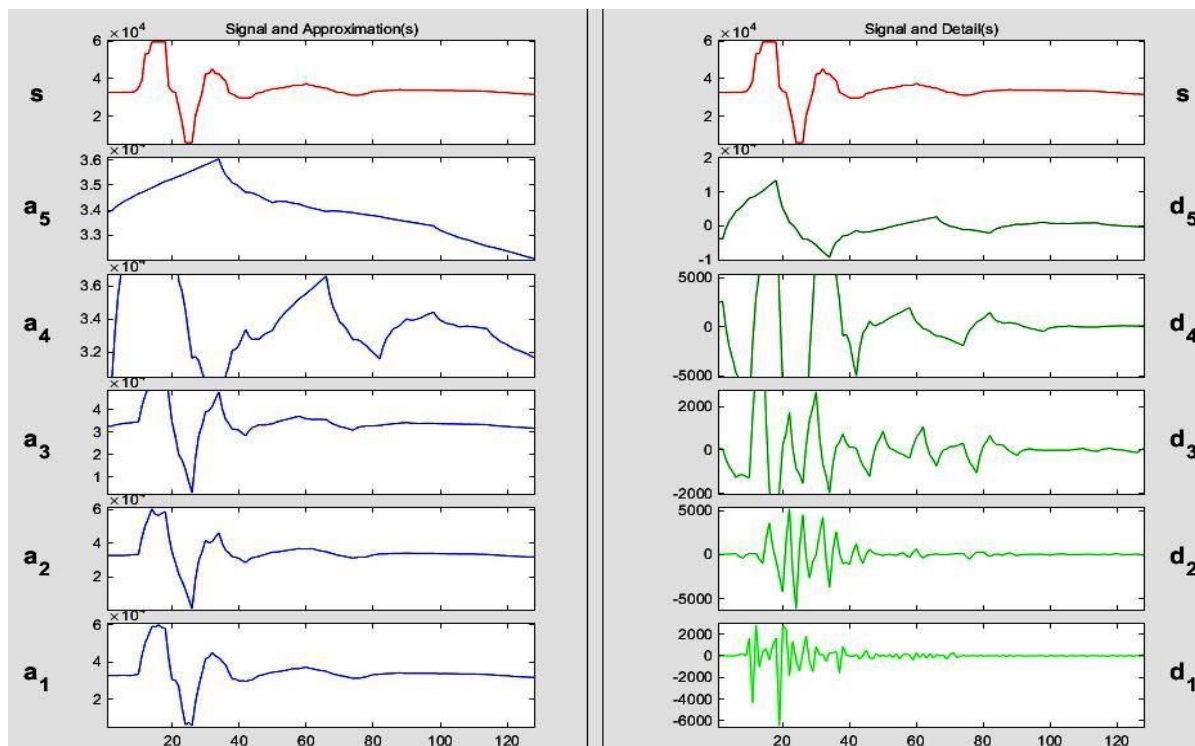 Signal and Approximation(s)
×10⁴
s
6
4
2
a₅
3.6
3.5
3.4
3.3
a₄
3.6
3.4
3.2
a₃
4
3
2
1
a₂
6
4
2
a₁
6
4
2
20 40 60 80 100 120
Signal and Detail(s)
×10⁴
6
4
2
s
2
1
0
-1
d₅
5000
0
-5000
d₄
2000
0
-2000
d₃
5000
0
-5000
d₂
2000
0
-2000
-4000
-6000
d₁
20 40 60 80 100 120